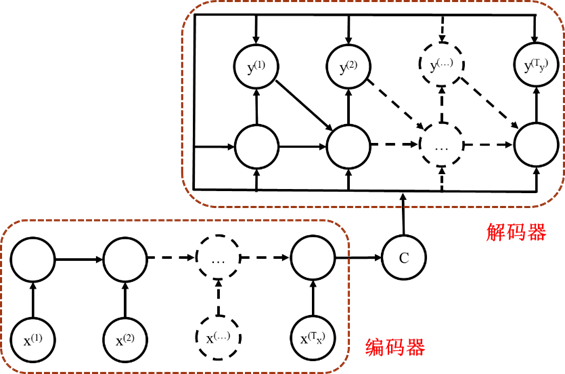 y(1) y(2) y(...) y(Ty)
...
解码器
... C
x(1) x(2) x(...) x(Tx)
编码器